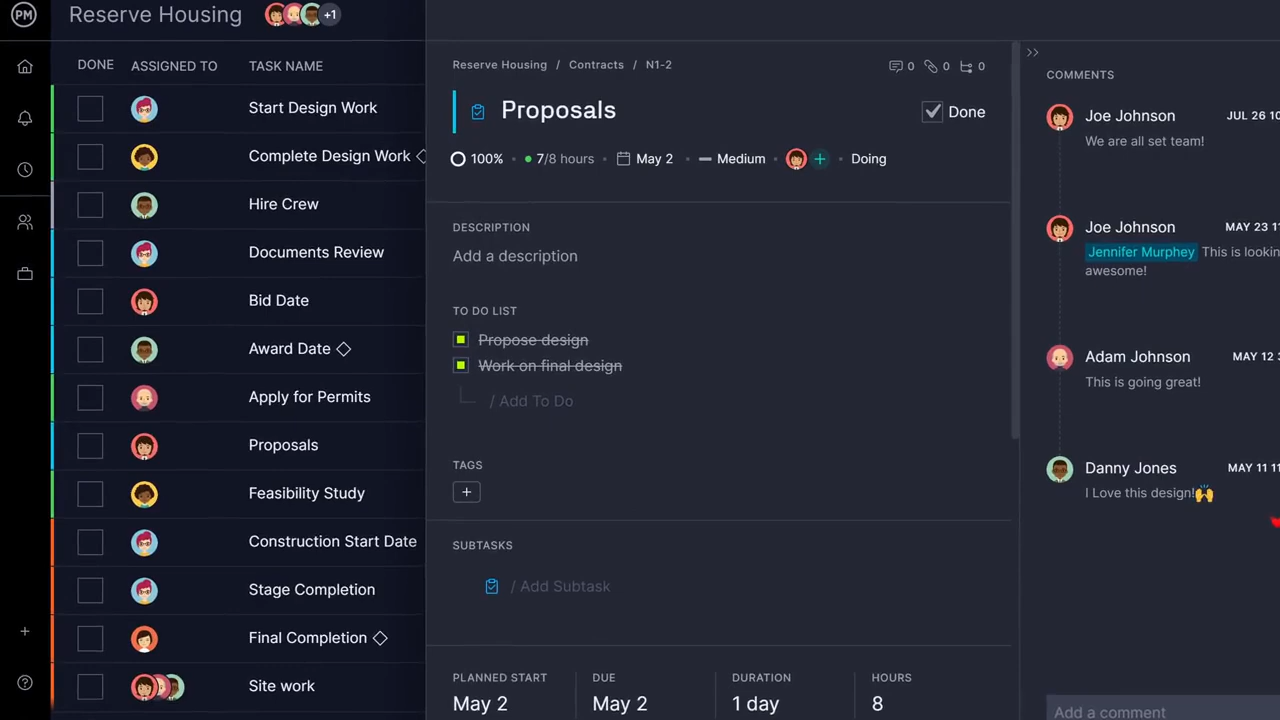 PM
Reserve Housing
+1
DONE
ASSIGNED TO
TASK NAME
Start Design Work
Complete Design Work
Hire Crew
Documents Review
Bid Date
Award Date
Apply for Permits
Proposals
Feasibility Study
Construction Start Date
Stage Completion
Final Completion
Site work
Reserve Housing / Contracts / N1-2
0 0 0
Proposals
Done
100% • 7/8 hours • May 2 • Medium • + • Doing
DESCRIPTION
Add a description
TO DO LIST
Propose design
Work on final design
/ Add To Do
TAGS
+
SUBTASKS
/ Add Subtask
PLANNED START
May 2
DUE
May 2
DURATION
1 day
HOURS
8
COMMENTS
Joe Johnson JUL 26 10
We are all set team!
Joe Johnson MAY 23 11
Jennifer Murphey This is lookin
awesome!
Adam Johnson MAY 12
This is going great!
Danny Jones MAY 11 11
I Love this design!🙌
Add a comment